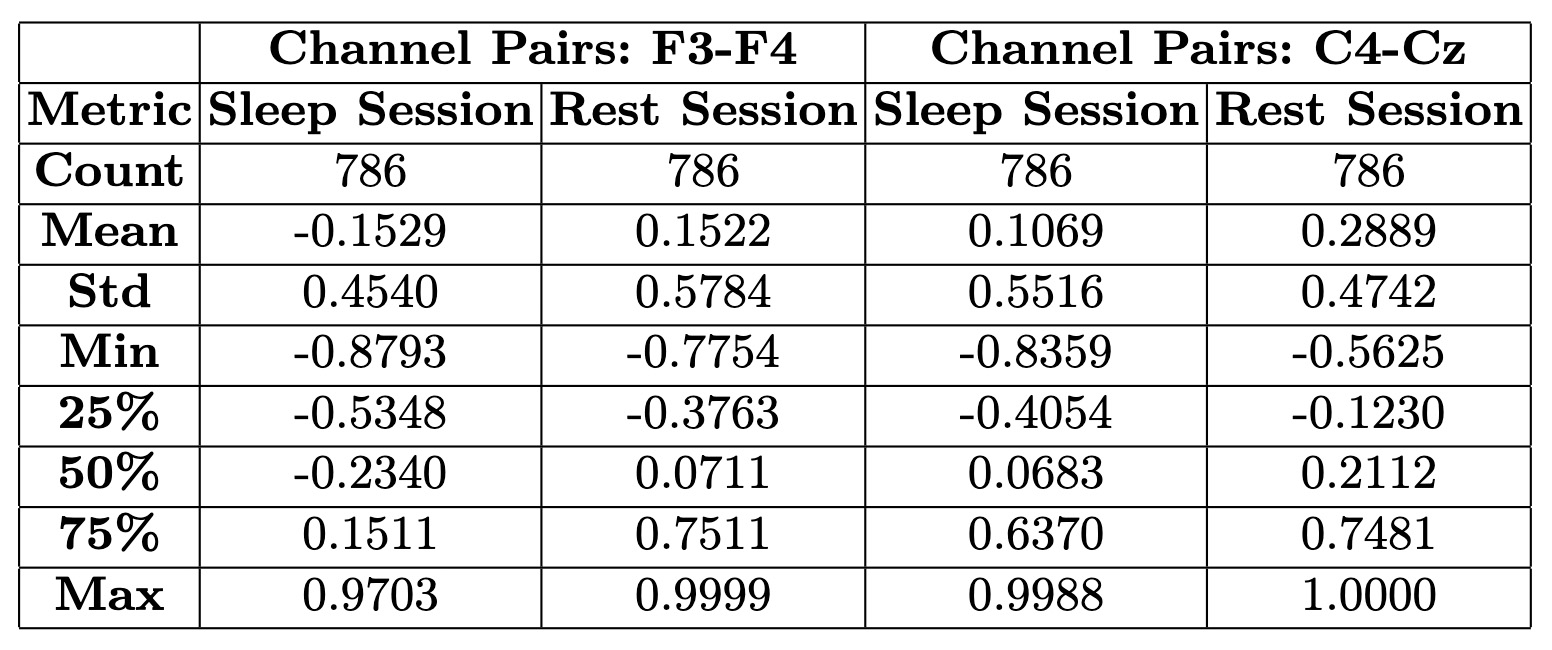 Channel Pairs: F3-F4 Channel Pairs: C4-Cz
Metric Sleep Session Rest Session Sleep Session Rest Session
Count 786 786 786 786
Mean -0.1529 0.1522 0.1069 0.2889
Std 0.4540 0.5784 0.5516 0.4742
Min -0.8793 -0.7754 -0.8359 -0.5625
25% -0.5348 -0.3763 -0.4054 -0.1230
50% -0.2340 0.0711 0.0683 0.2112
75% 0.1511 0.7511 0.6370 0.7481
Max 0.9703 0.9999 0.9988 1.0000